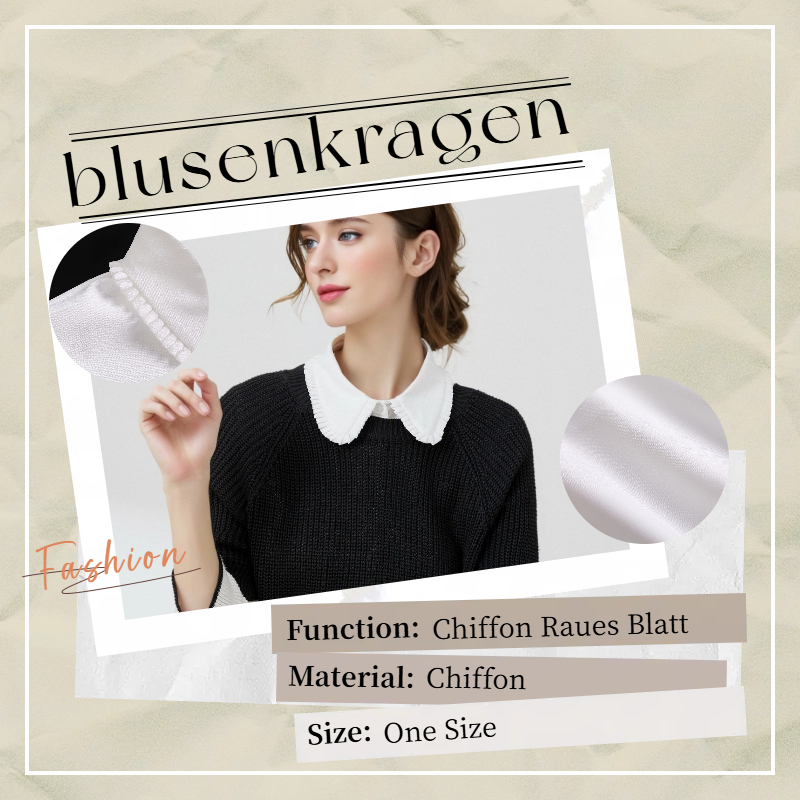 blusenkragen
Fashion
Function: Chiffon Raues Blatt
Material: Chiffon
Size: One Size